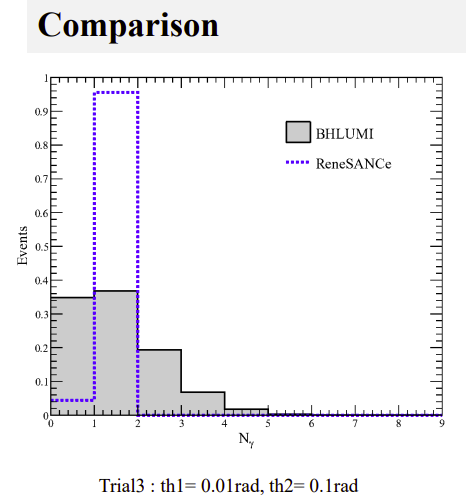 Comparison
1
0.9
0.8
0.7
0.6
0.5
0.4
0.3
0.2
0.1
0
Events
BHLUMI
ReneSANCe
0 1 2 3 4 5 6 7 8 9
Nγ
Trial3 : th1= 0.01rad, th2= 0.1rad